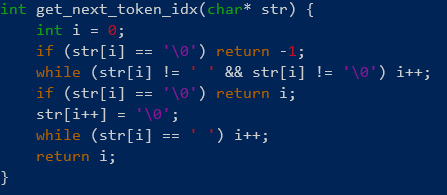 int get_next_token_idx(char* str) {
    int i = 0;
    if (str[i] == '\0') return -1;
    while (str[i] != ' ' && str[i] != '\0') i++;
    if (str[i] == '\0') return i;
    str[i++] = '\0';
    while (str[i] == ' ') i++;
    return i;
}